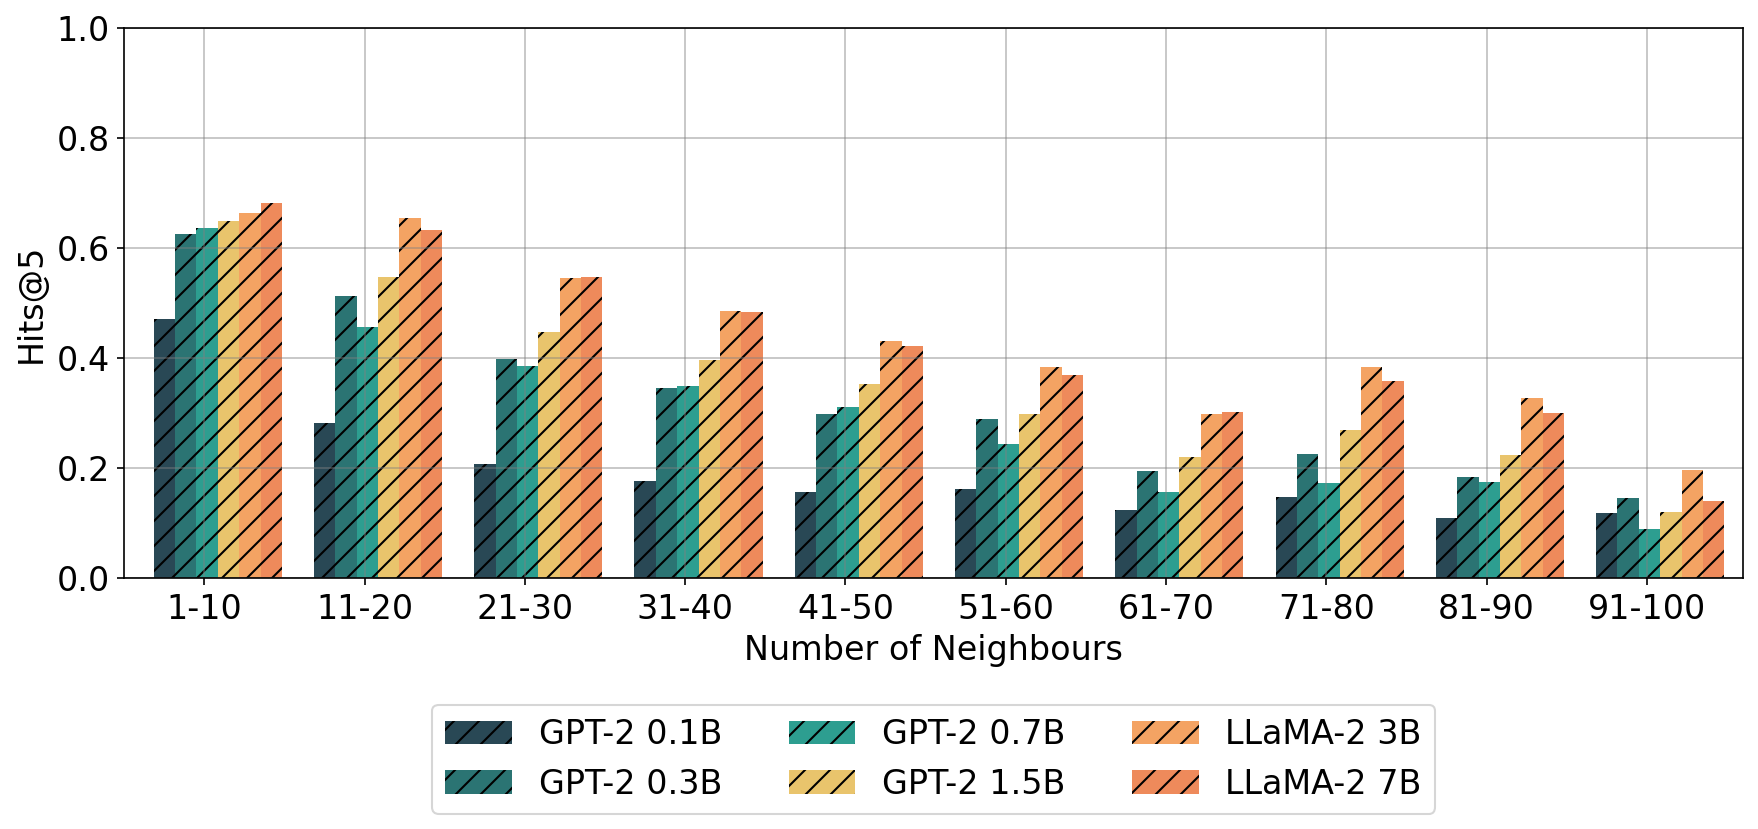 Hits@5
1.0
0.8
0.6
0.4
0.2
0.0
1-10 11-20 21-30 31-40 41-50 51-60 61-70 71-80 81-90 91-100
Number of Neighbours
GPT-2 0.1B GPT-2 0.7B LLaMA-2 3B
GPT-2 0.3B GPT-2 1.5B LLaMA-2 7B